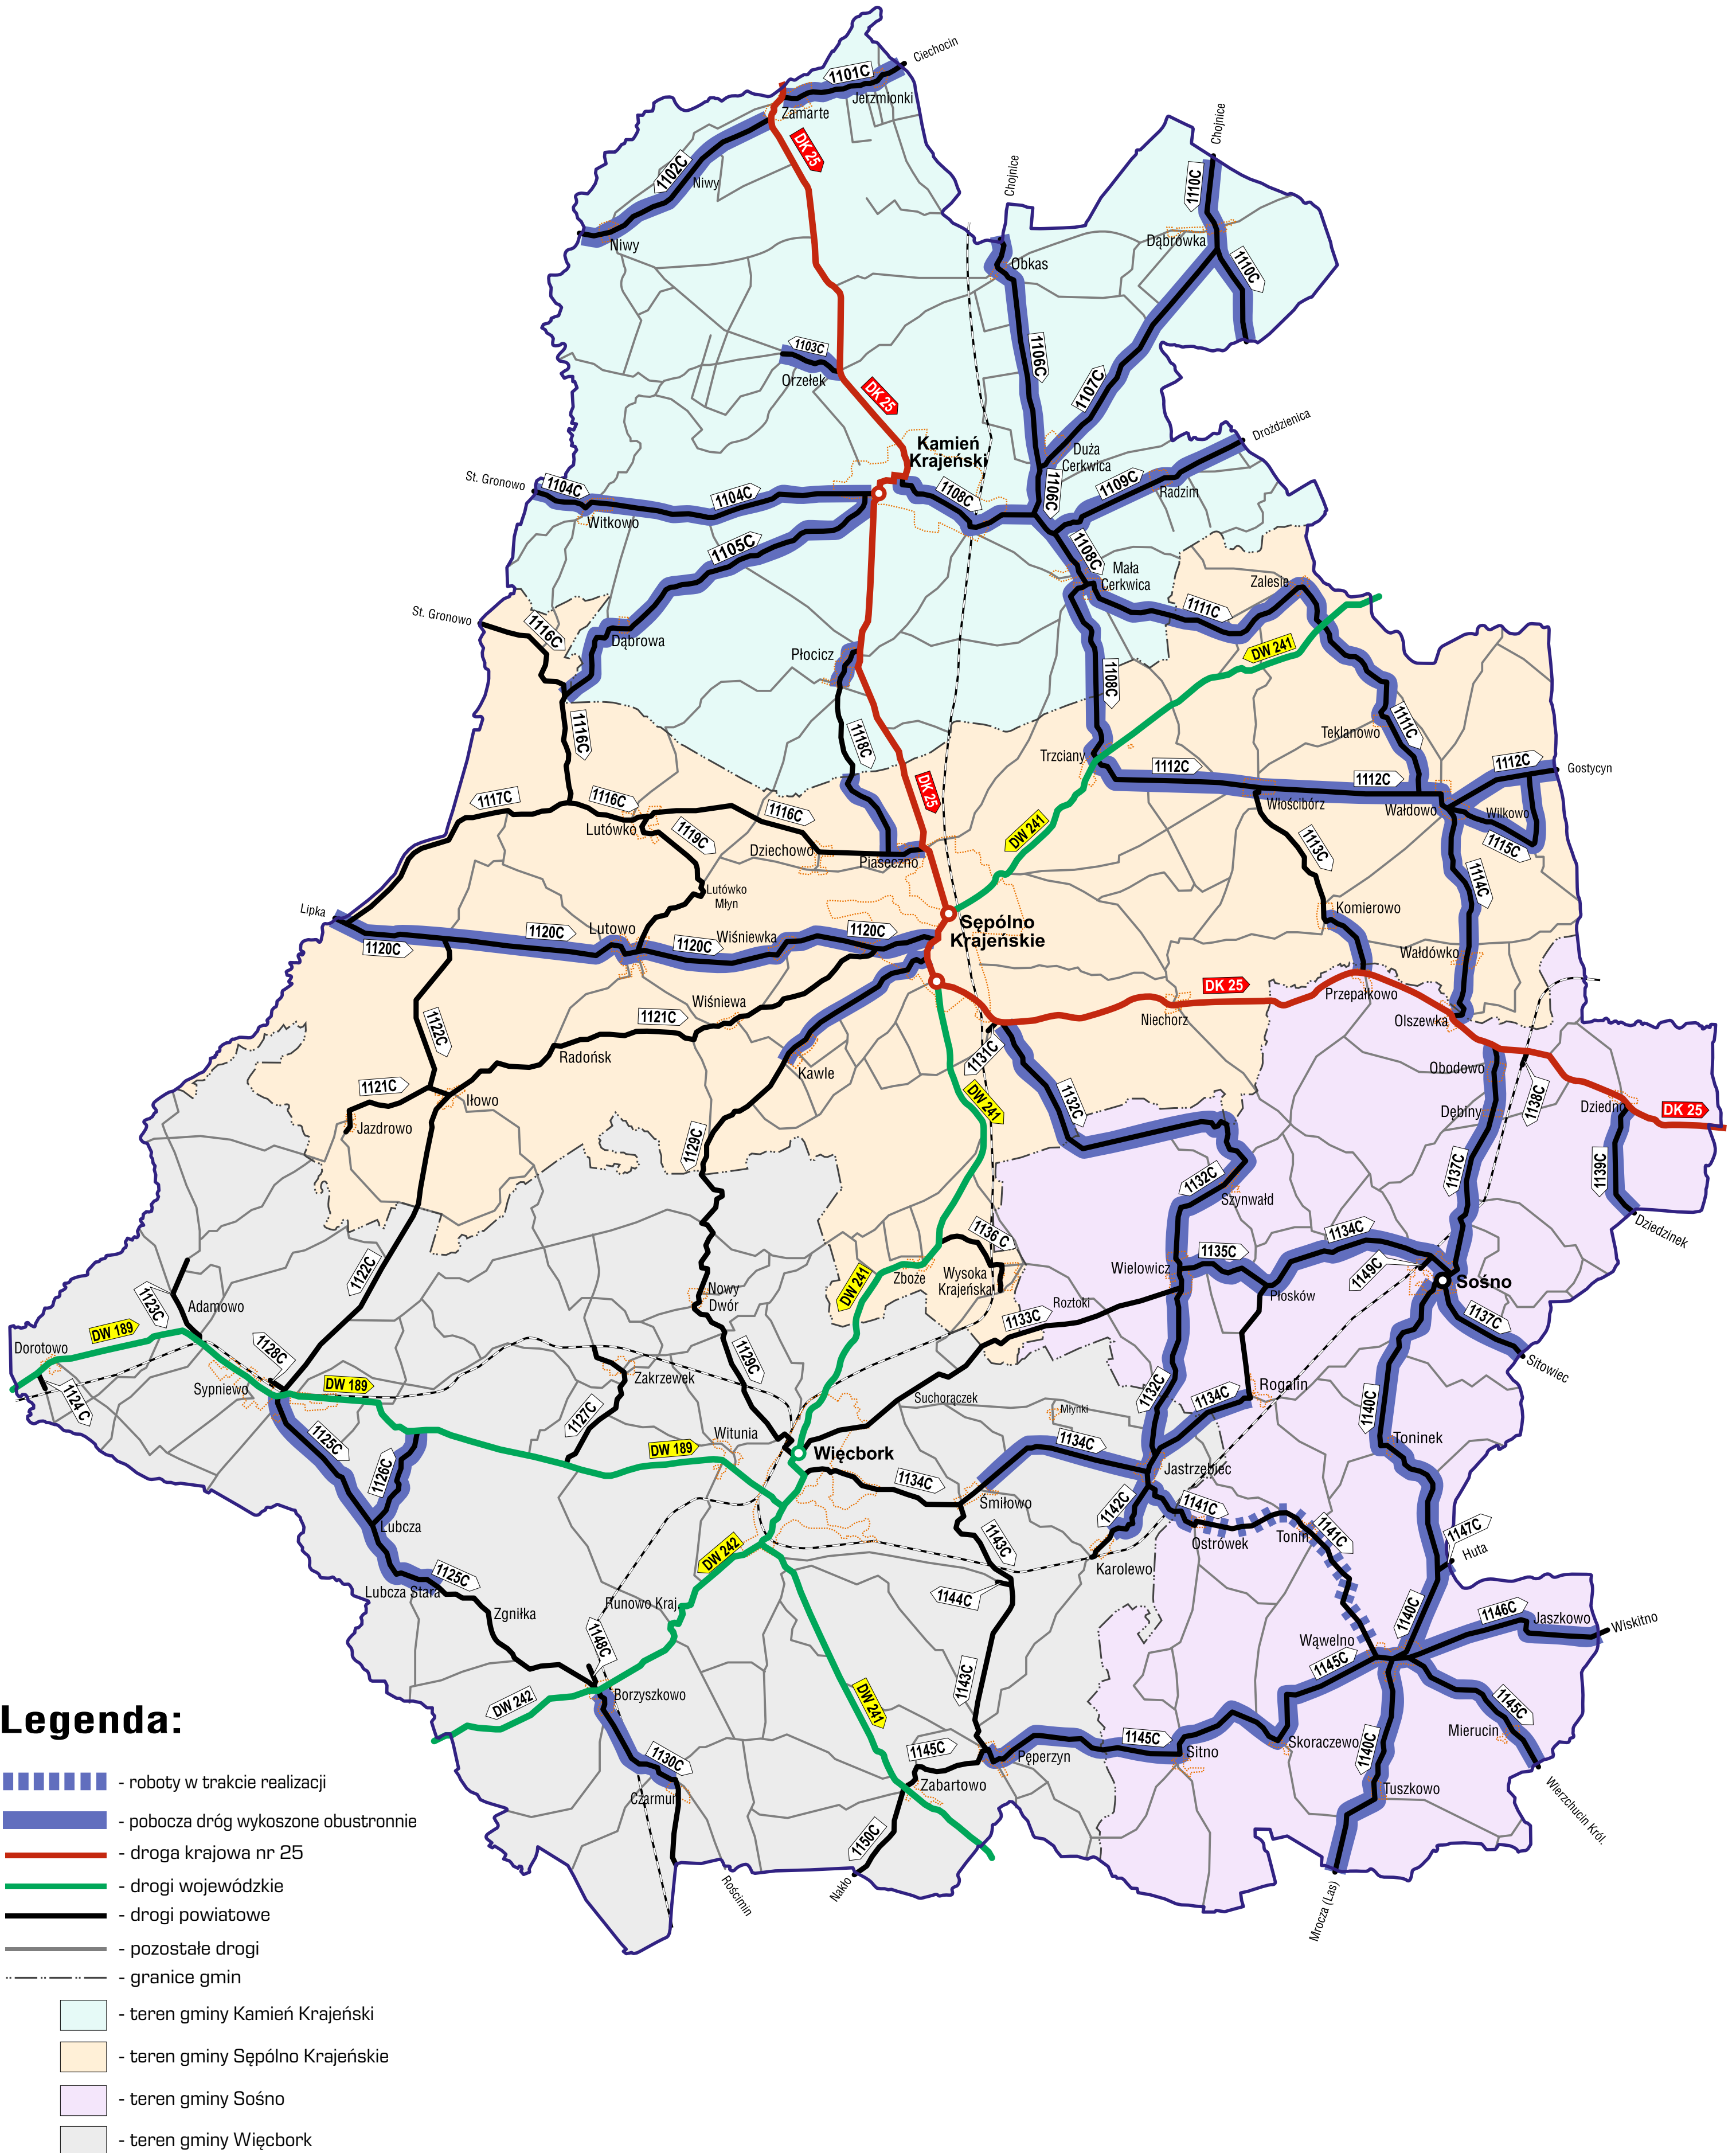 Ciechocin
1101C
Jerzmionki
Zamarte
DK 25
1102C
Niwy
Niwy
Chojnice
Chojnice
1110C
Dąbrówka
1110C
Obkas
1103C
Orzełek
1106C
1107C
DK 25
Kamień
Krajeński
Duża
Cerkwica
Drożdzienica
St. Gronowo
1104C
1104C
Witkowo
1108C
1106C
1109C
Radzim
1105C
1108C
Mała
Cerkwica
Zalesie
1111C
St. Gronowo
1116C
Dąbrowa
Płocicz
DW 241
1108C
1116C
1118C
Teklanowo
1111C
Trzciany
1112C
1112C
1112C
Gostycyn
DK 25
1117C
1116C
1116C
Lutówko
1119C
Dziechowo
Piaseczno
DW 241
Włościbórz
Wałdowo
Wilkowo
1115C
1113C
1114C
Lutówko
Młyn
Lipka
1120C
1120C
Lutowo
1120C
Wiśniewka
1120C
Sepólno
Krajeńskie
Komierowo
Wałdówko
Wiśniewa
1121C
DK 25
Niechorz
Przepałkowo
Olszewka
1122C
Radońsk
Kawle
1131C
1132C
Obodowo
1138C
1121C
Iłowo
Jazdrowo
DW 241
Dębiny
Dziedno
DK 25
1129C
1137C
1139C
1132C
Szynwałd
Dziedzinek
1136 C
1134C
1135C
Wielowicz
1149C
Sośno
1122C
Zboże
Wysoka
Krajeńska
DW 241
Roztoki
Płosków
1133C
1137C
Nowy
Dwór
1123C
Adamowo
DW 189
Dorotowo
1128C
1129C
Sitowiec
1124 C
Sypniewo
DW 189
Zakrzewek
Suchorączek
1132C
1134C
Rogalin
1140C
1127C
Młynki
1125C
1126C
Witunia
DW 189
Więcbork
1134C
Toninek
1134C
Jastrzębiec
Śmiłowo
1142C
1141C
Lubcza
Ostrówek
Tonin
1141C
1147C
Huta
DW 242
1143C
Karolewo
1125C
Lubcza Stara
Zgniłka
Runowo Kraj.
1144C
1140C
1146C
Jaszkowo
Wiskitno
1148C
Wąwelno
1145C
1143C
DW 242
Borzyszkowo
DW 241
1145C
Mierucin
1130C
1145C
Pęperzyn
1145C
Sitno
Skoraczewo
1140C
Czarmuń
Zabartowo
Tuszkowo
Wierzchucin Król.
1150C
Nakło
Rościmin
Mrocza (Las)
Legenda:
- roboty w trakcie realizacji
- pobocza dróg wykoszone obustronnie
- droga krajowa nr 25
- drogi wojewódzkie
- drogi powiatowe
- pozostałe drogi
- granice gmin
- teren gminy Kamień Krajeński
- teren gminy Sępólno Krajeńskie
- teren gminy Sośno
- teren gminy Więcbork